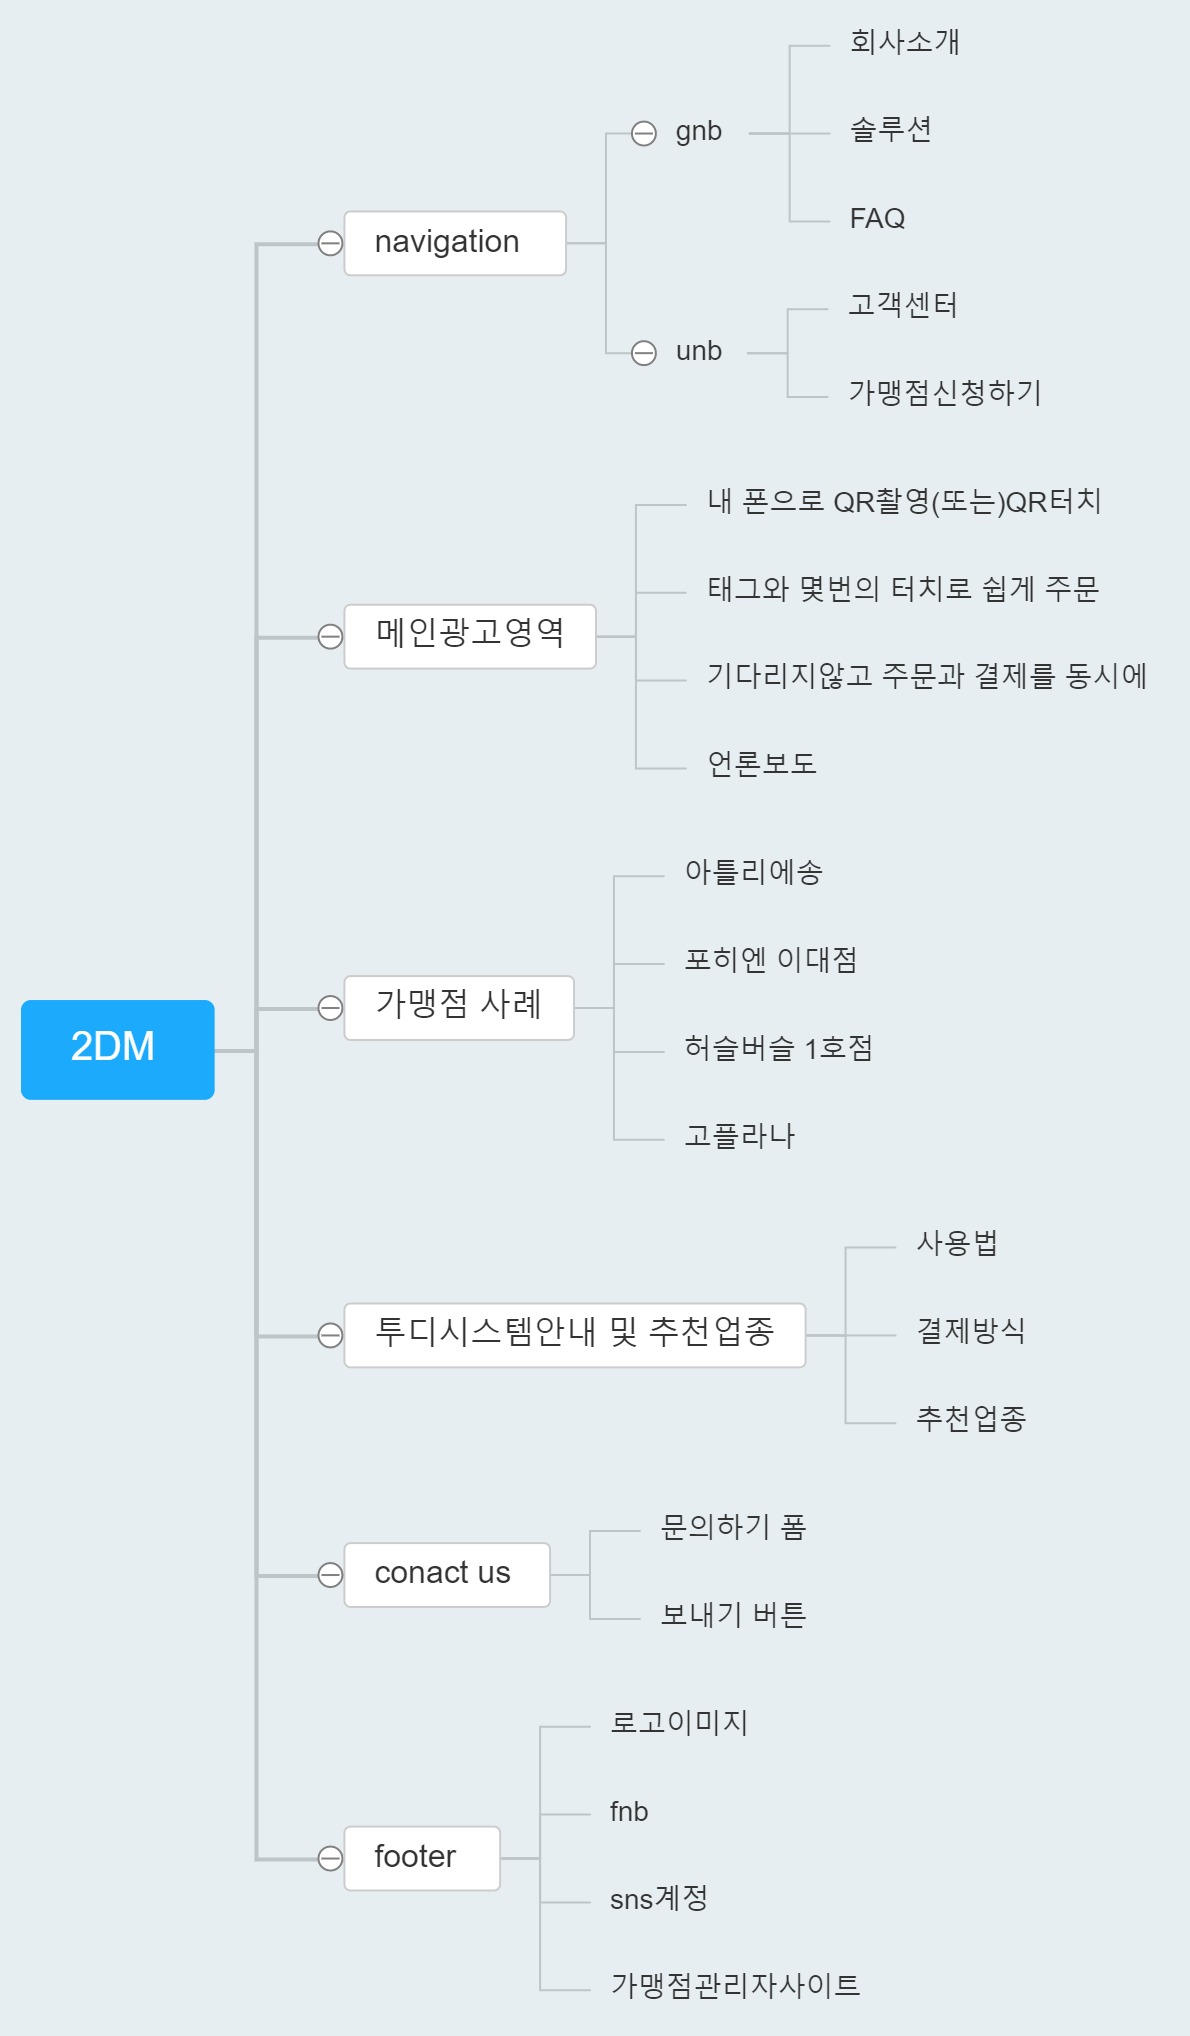 2DM
navigation
gnb
회사소개
솔루션
FAQ
unb
고객센터
가맹점신청하기
메인광고영역
내 폰으로 QR촬영(또는)QR터치
태그와 몇번의 터치로 쉽게 주문
기다리지않고 주문과 결제를 동시에
언론보도
가맹점 사례
아틀리에송
포히엔 이대점
허슬버슬 1호점
고플라나
투디시스템안내 및 추천업종
사용법
결제방식
추천업종
conact us
문의하기 폼
보내기 버튼
footer
로고이미지
fnb
sns계정
가맹점관리자사이트